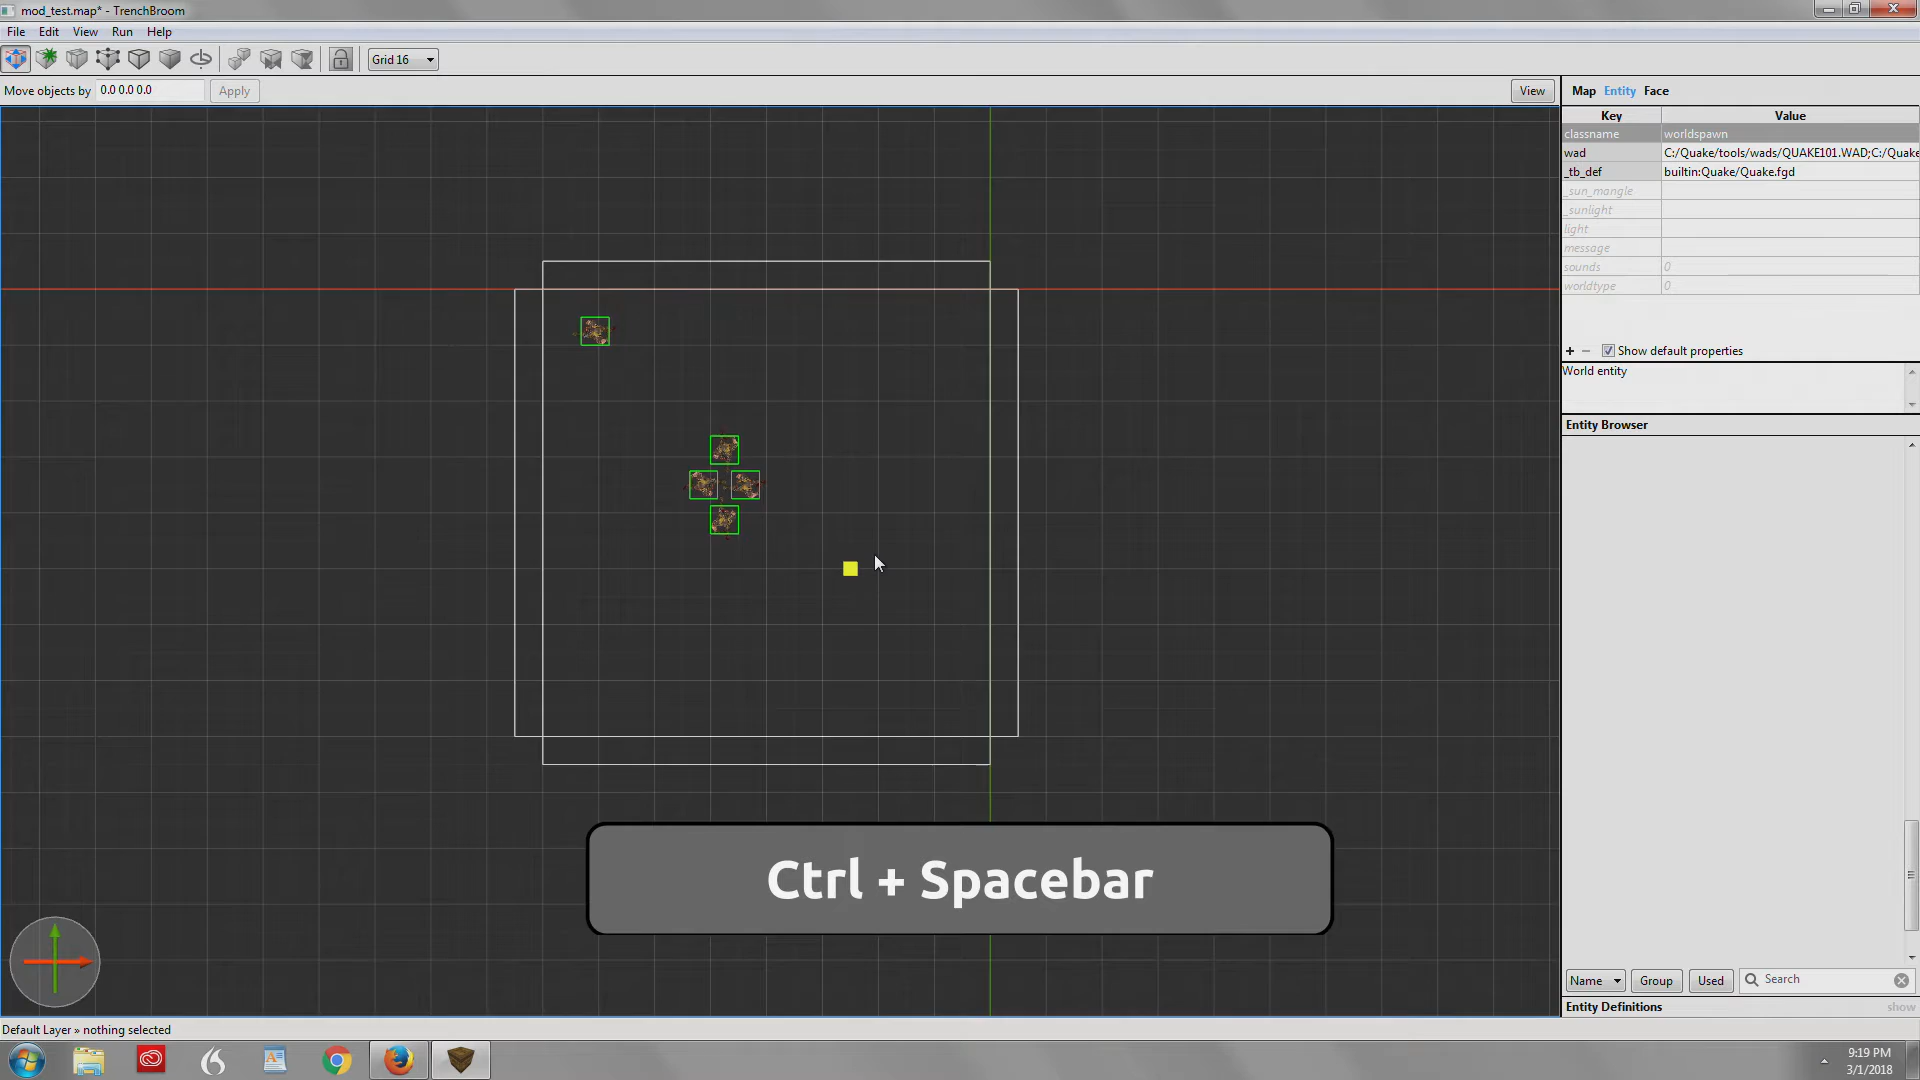 mod_test.map* - TrenchBroom
File Edit View Run Help
Grid 16
Move objects by 0.0 0.0 0.0 Apply View
Map Entity Face
Key Value
classname worldspawn
wad C:/Quake/tools/wads/QUAKE101.WAD;C:/Quake
_tb_def builtin:Quake/Quake.fgd
_sun_mangle
_sunlight
light
message
sounds 0
worldtype 0
+ − Show default properties
World entity
Entity Browser
Ctrl + Spacebar
Name Group Used Search
Entity Definitions show
Default Layer » nothing selected
9:19 PM
3/1/2018